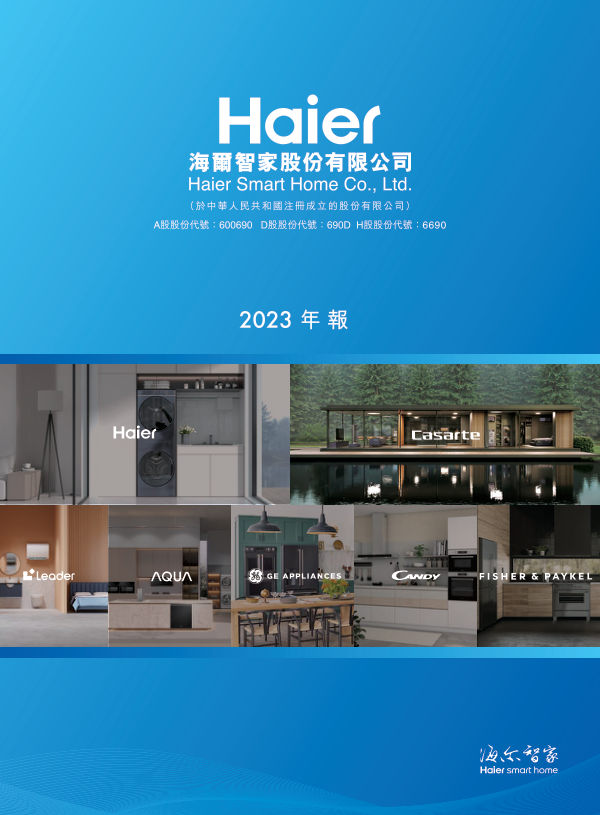 Haier
海爾智家股份有限公司
Haier Smart Home Co., Ltd.
（於中華人民共和國注冊成立的股份有限公司）
A股股份代號：600690 D股股份代號：690D H股股份代號：6690
2023 年報
Haier
Casarte
Leader
AQUA
GE APPLIANCES
CANDY
FISHER & PAYKEL
海尔智家
Haier smart home